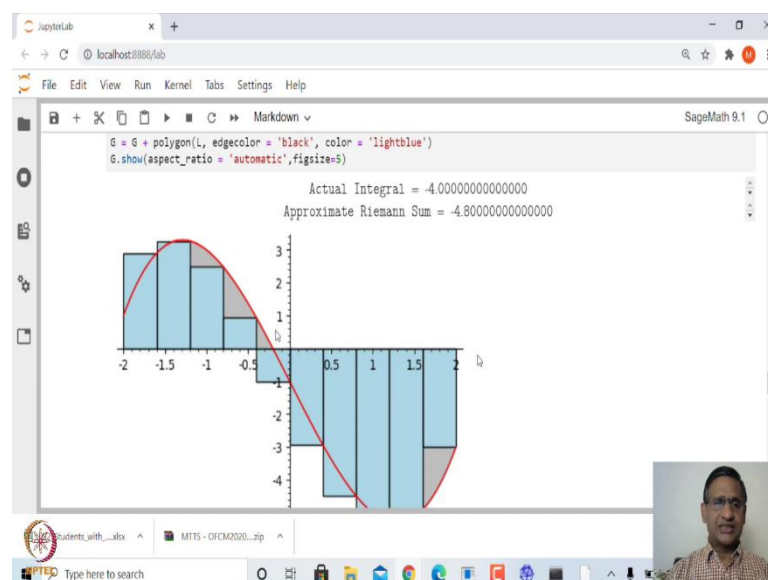 JupyterLab
localhost:8888/lab
M
File Edit View Run Kernel Tabs Settings Help
Markdown
SageMath 9.1
G = G + polygon(L, edgecolor = 'black', color = 'lightblue')
G.show(aspect_ratio = 'automatic',figsize=5)
Actual Integral = -4.00000000000000
Approximate Riemann Sum = -4.80000000000000
3
2
1
-2 -1.5 -1 -0.5 0.5 1 1.5 2
-1
-2
-3
-4
students_with_....xlsx
MTTS - OFCM2020....zip
NPTEL
Type here to search